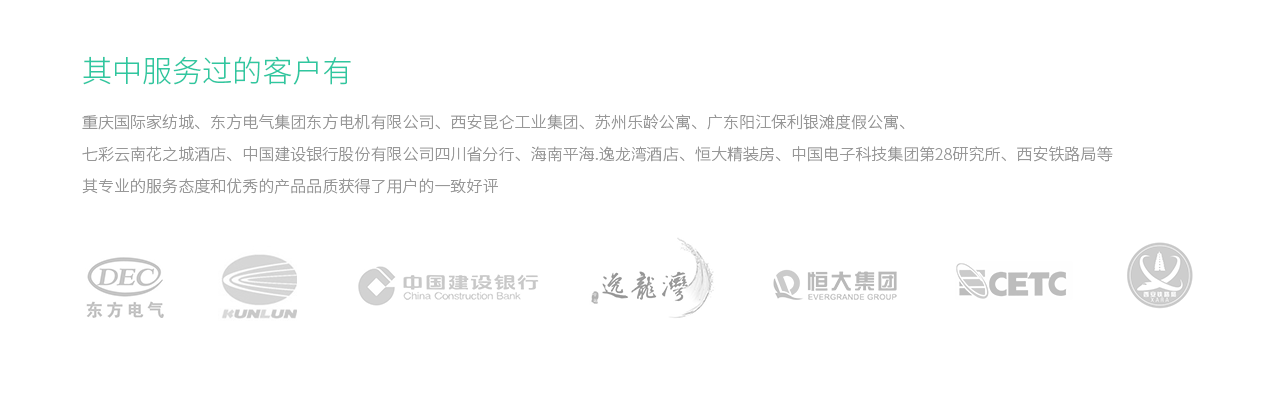 其中服务过的客户有
重庆国际家纺城、东方电气集团东方电机有限公司、西安昆仑工业集团、苏州乐龄公寓、广东阳江保利银滩度假公寓、
七彩云南花之城酒店、中国建设银行股份有限公司四川省分行、海南平海.逸龙湾酒店、恒大精装房、中国电子科技集团第28研究所、西安铁路局等
其专业的服务态度和优秀的产品品质获得了用户的一致好评
DEC
东方电气
KUNLUN
中国建设银行
China Construction Bank
逸龍灣
恒大集团
EVERGRANDE GROUP
CETC
西安铁路局